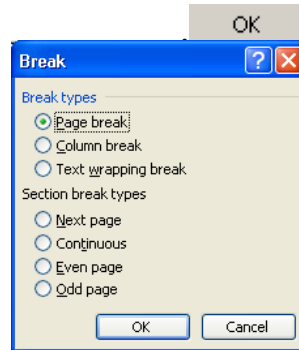 OK
Break
Break types
Page break
Column break
Text wrapping break
Section break types
Next page
Continuous
Even page
Odd page
OK Cancel